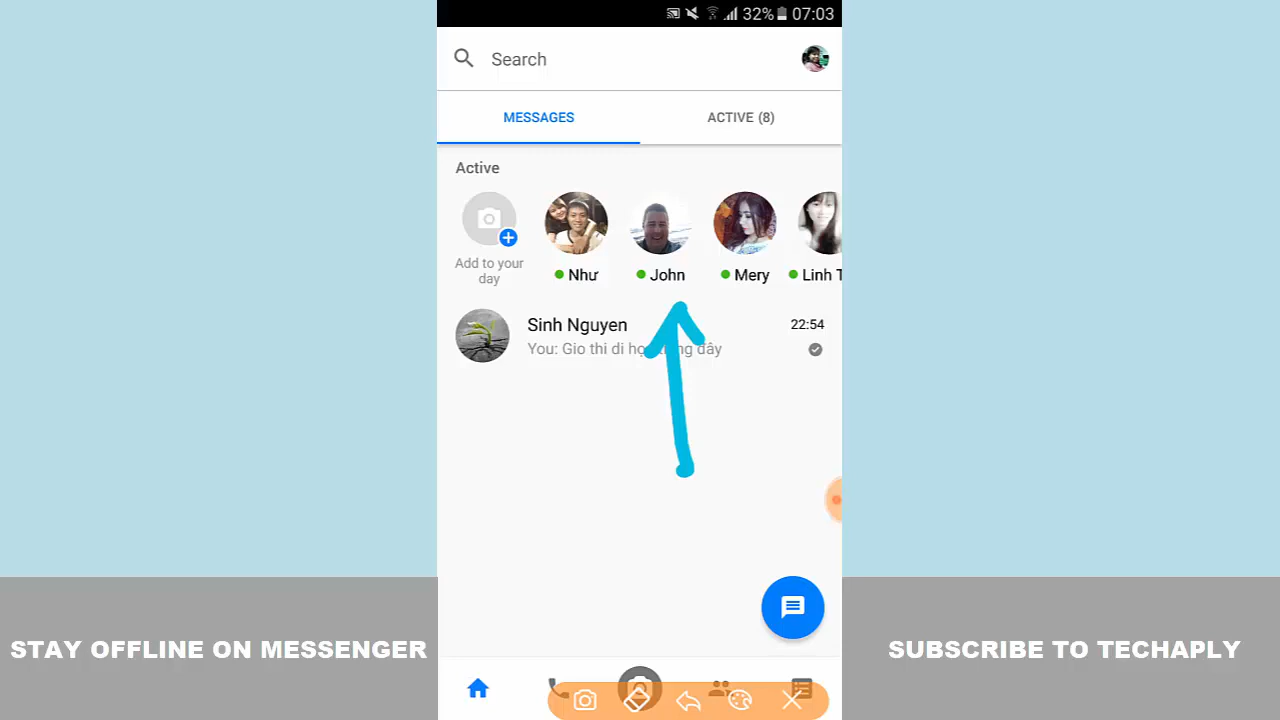 32% 07:03
Search
MESSAGES ACTIVE (8)
Active
Add to your
day
Như John Mery Linh T
Sinh Nguyen 22:54
You: Gio thi di đây
STAY OFFLINE ON MESSENGER
SUBSCRIBE TO TECHAPLY